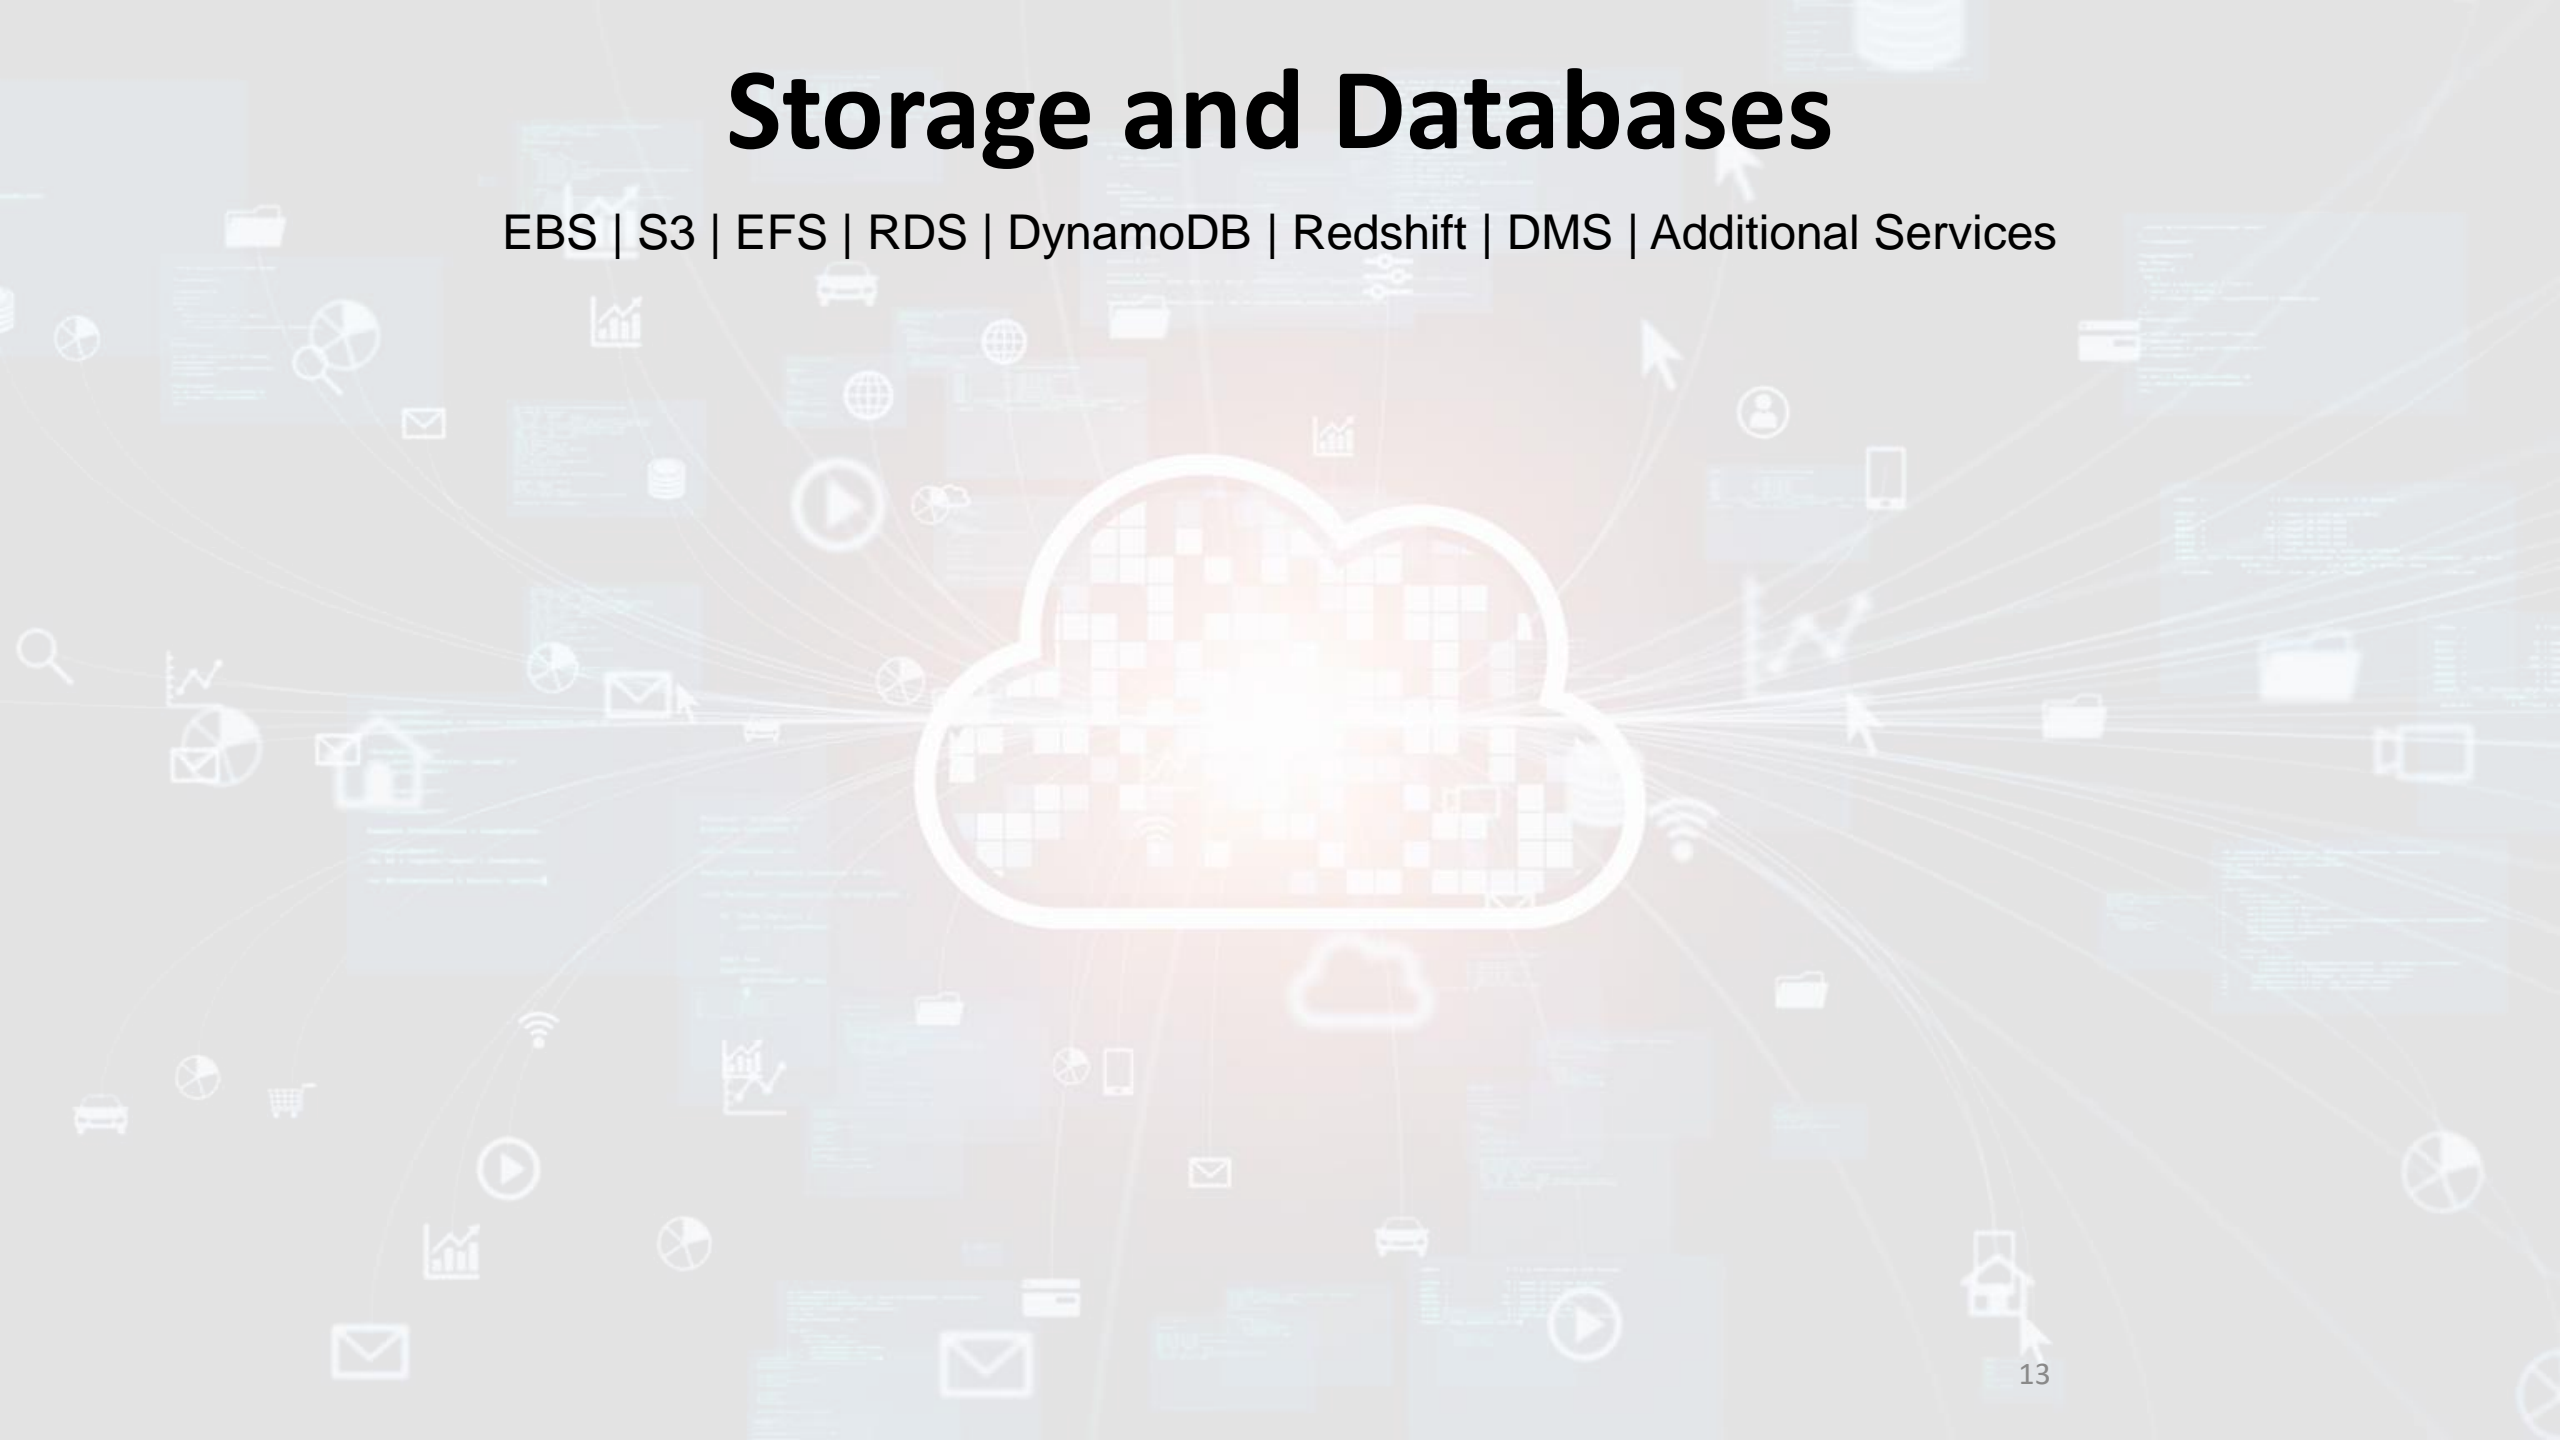 Storage and Databases
EBS | S3 | EFS | RDS | DynamoDB | Redshift | DMS | Additional Services
13